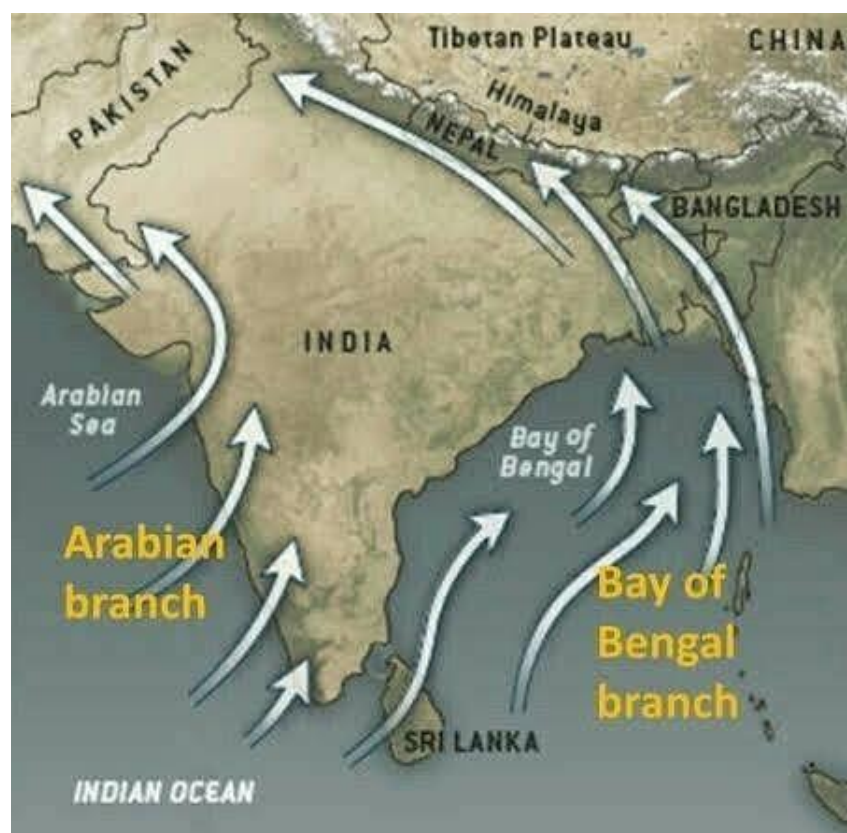 Tibetan Plateau
CHINA
PAKISTAN
Himalaya
NEPAL
BANGLADESH
INDIA
Arabian
Sea
Bay of
Bengal
Arabian
branch
Bay of
Bengal
branch
SRI LANKA
INDIAN OCEAN